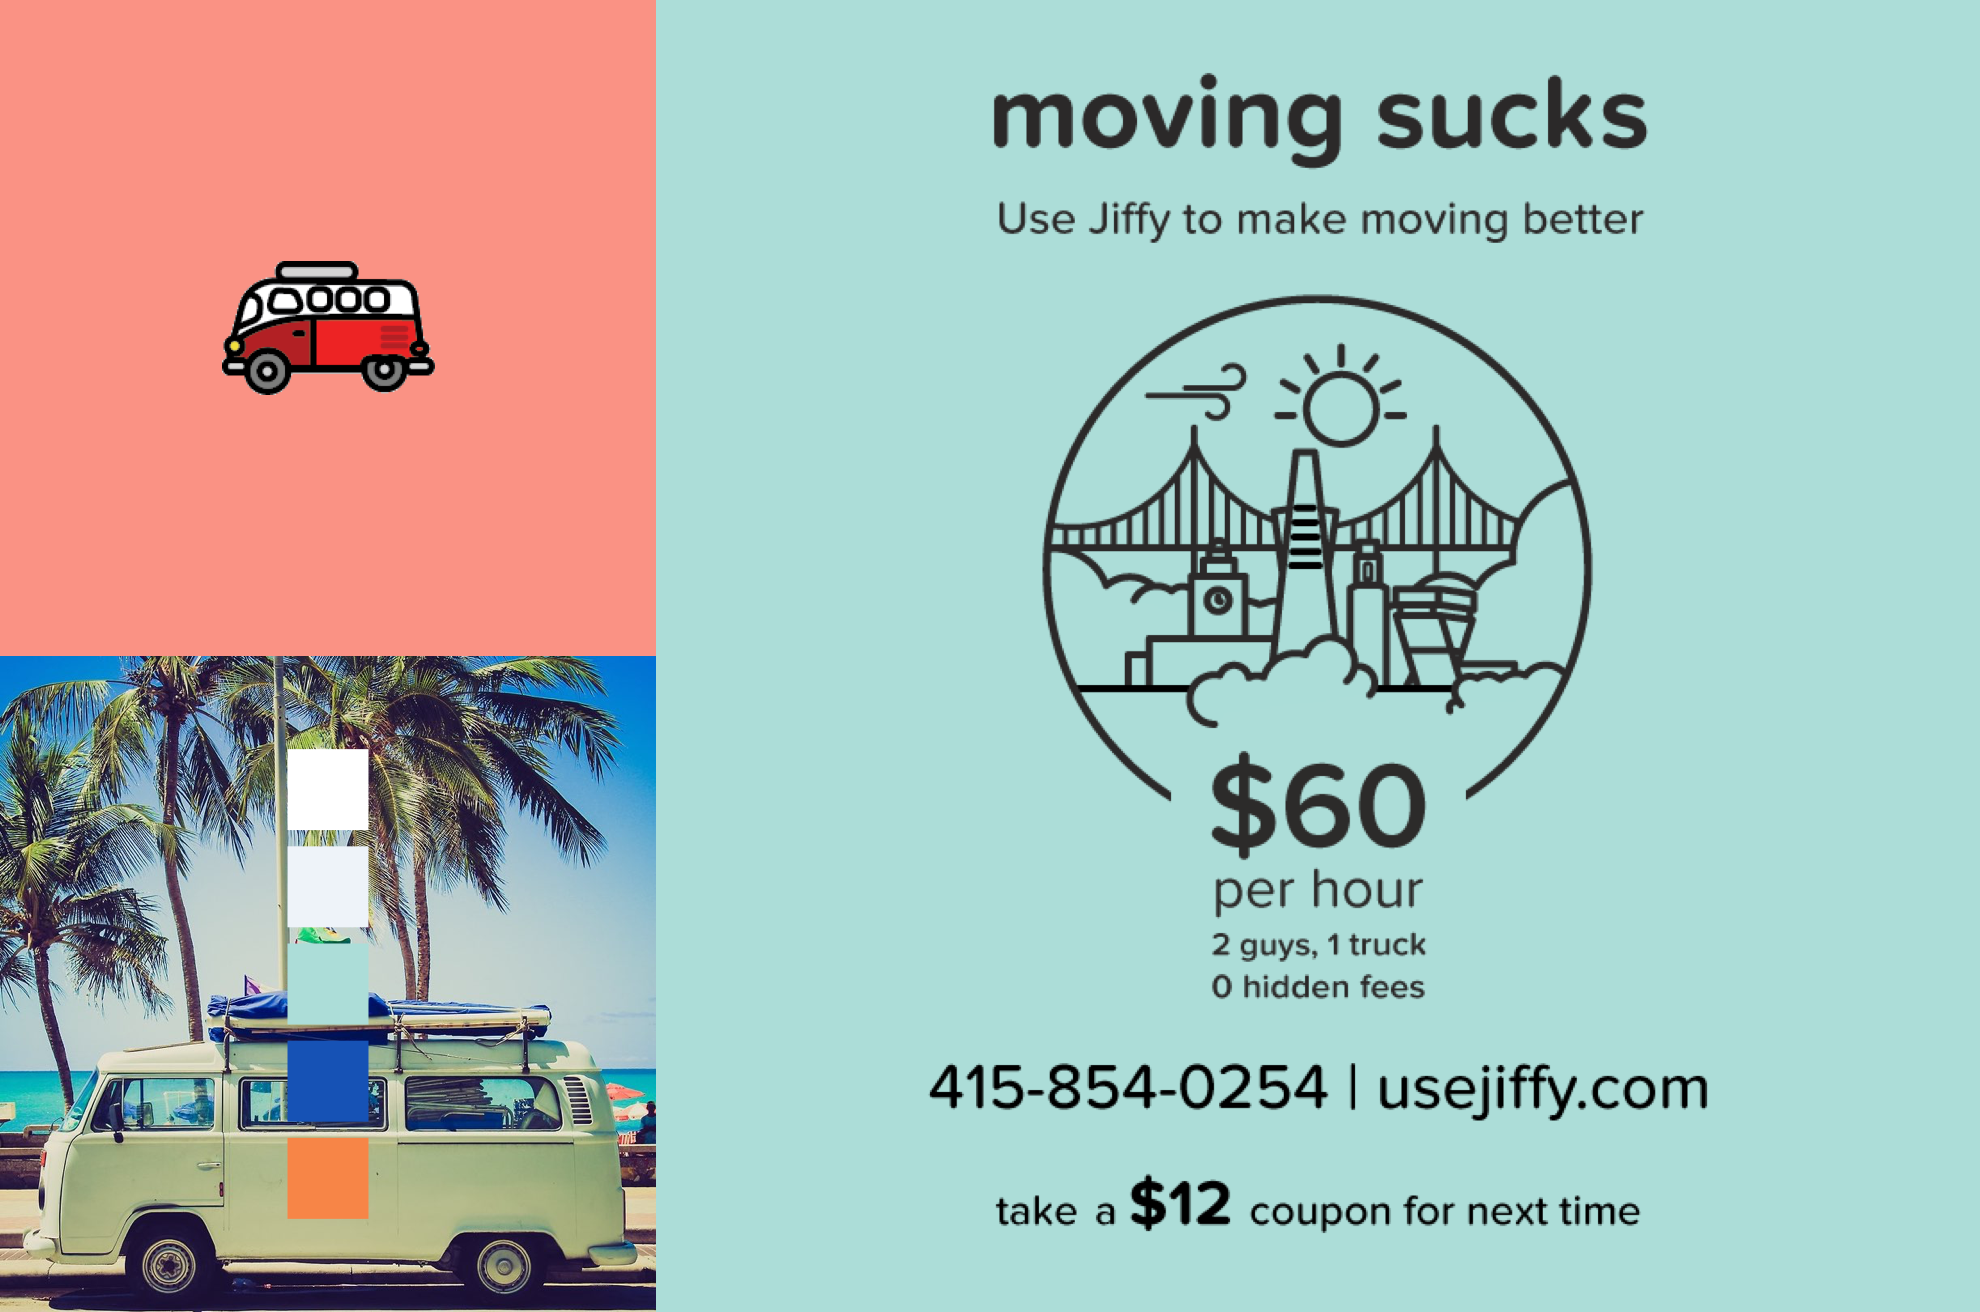 moving sucks
Use Jiffy to make moving better
$60
per hour
2 guys, 1 truck
0 hidden fees
415-854-0254 | usejiffy.com
take a $12 coupon for next time